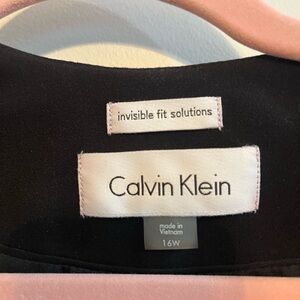 invisible fit solutions
Calvin Klein
made in
Vietnam
16W